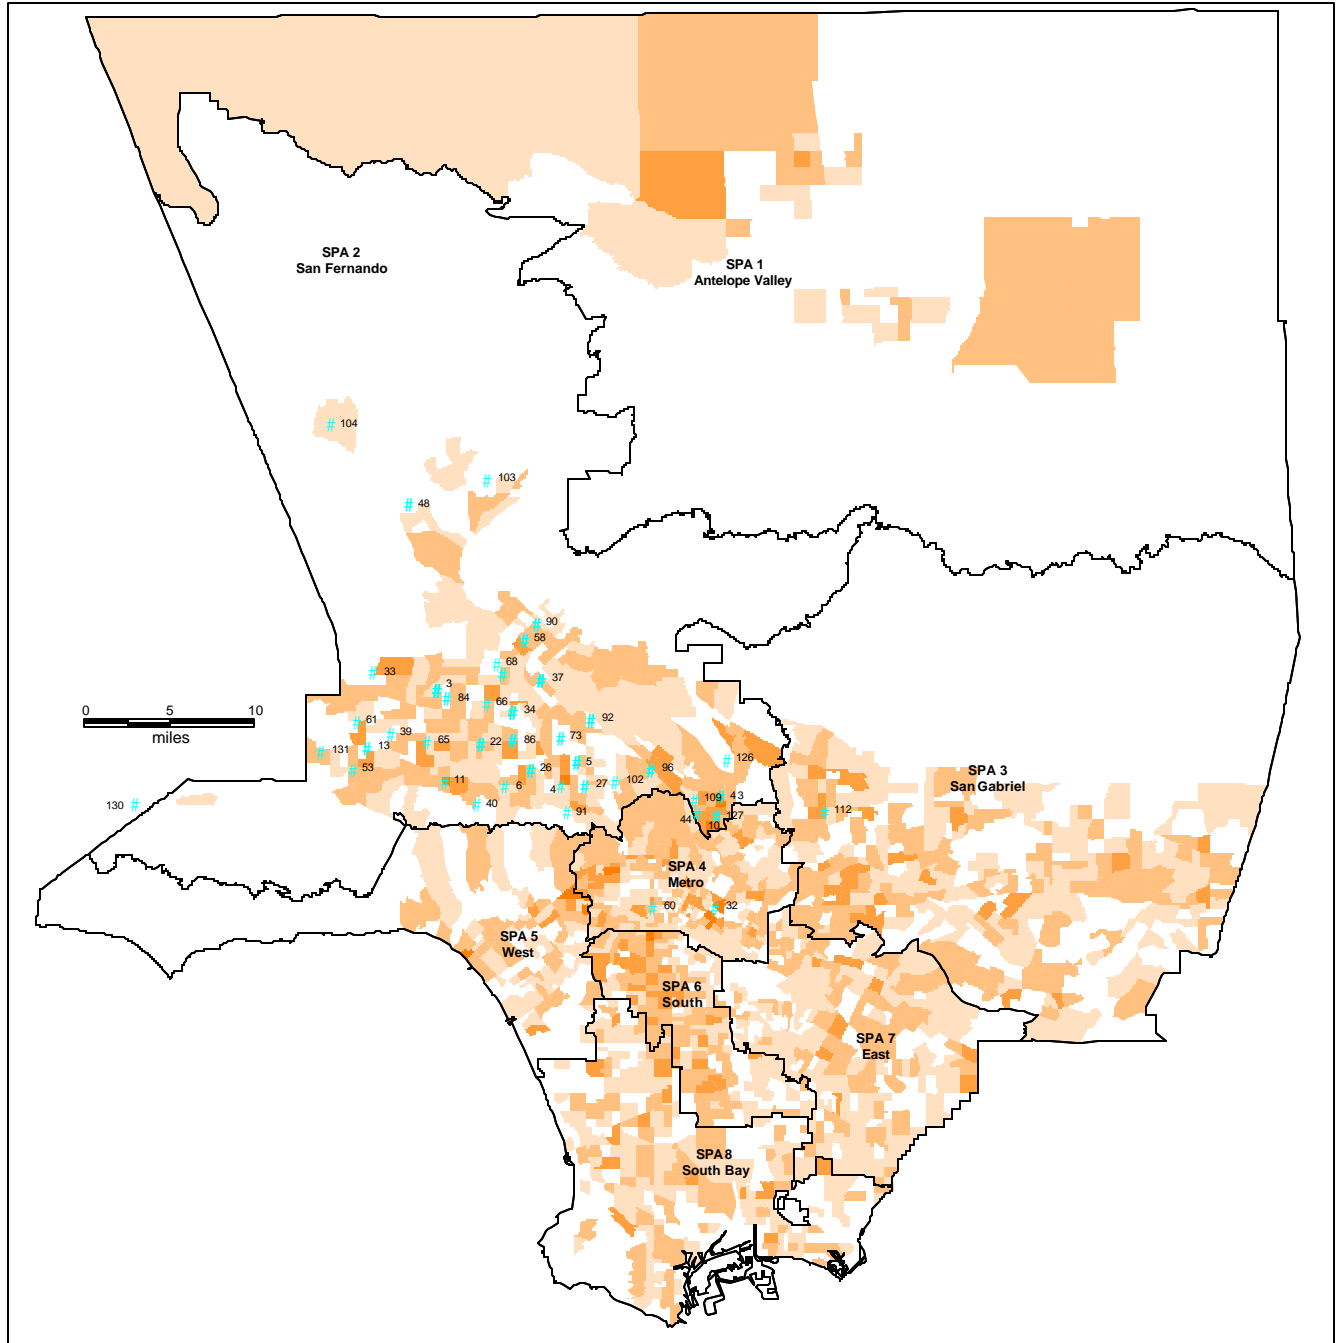 SPA 2
San Fernando
SPA 1
Antelope Valley
# 104
# 103
# 48
# 90
# 58
# 68
#
# 33
# 37
# 3
# 84
# 66
# 34
0 5 10
miles
# 61
# 92
# 39
# 65
# 22
# 86
# 73
# 131
# 13
# 53
# 5
# 26
# 96
# 126
SPA 3
San Gabriel
# 11
# 6
4 #
# 27
# 102
130 #
# 40
# 91
# 109
# 43
44 #
# 27
10
# 112
SPA 4
Metro
# 60
# 32
SPA 5
West
SPA 6
South
SPA 7
East
SPA 8
South Bay